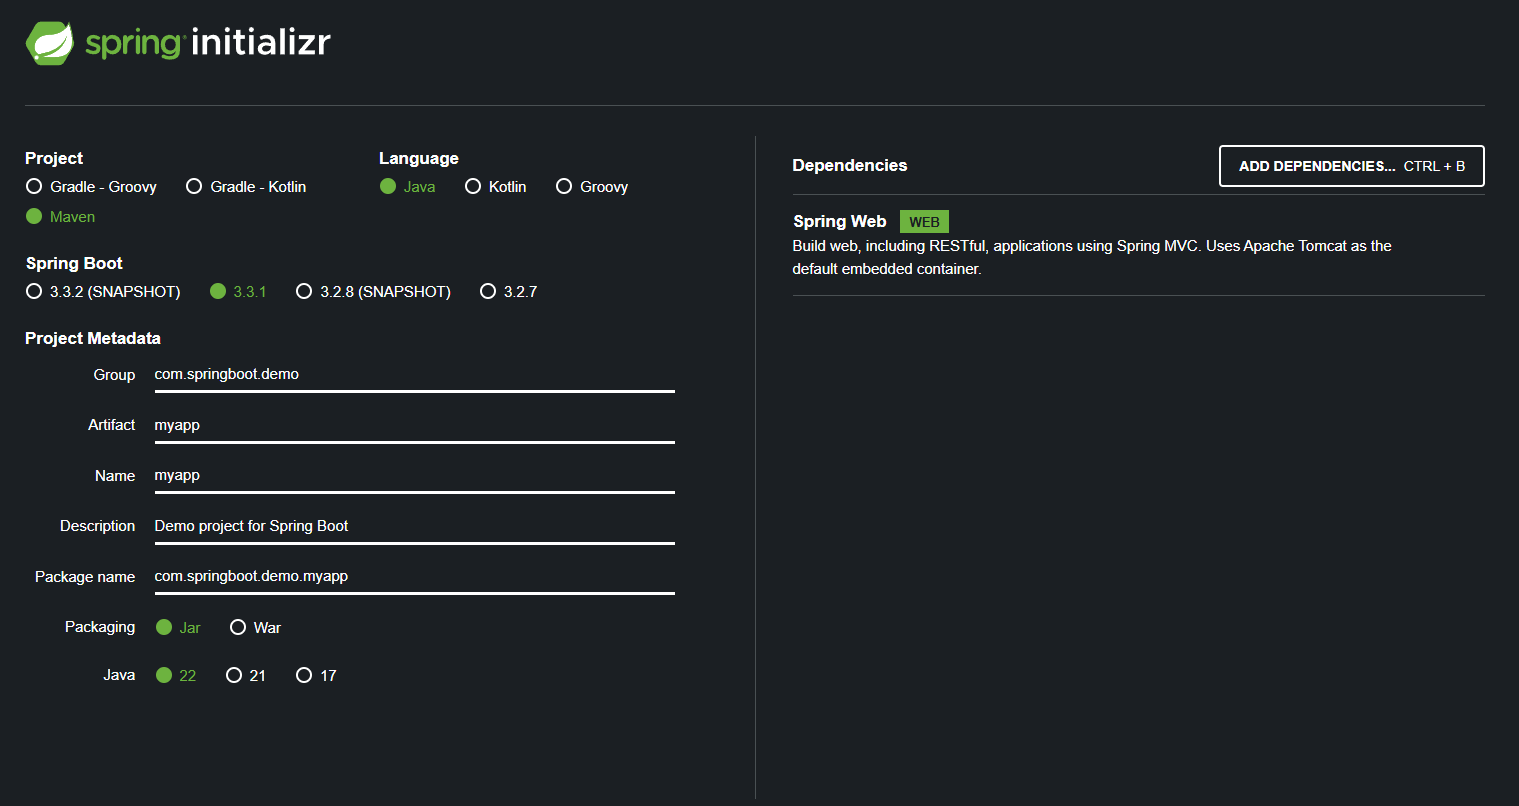 spring initializr
Project
Gradle - Groovy Gradle - Kotlin
Maven
Language
Java Kotlin Groovy
Spring Boot
3.3.2 (SNAPSHOT) 3.3.1 3.2.8 (SNAPSHOT) 3.2.7
Project Metadata
Group com.springboot.demo
Artifact myapp
Name myapp
Description Demo project for Spring Boot
Package name com.springboot.demo.myapp
Packaging Jar War
Java 22 21 17
Dependencies
ADD DEPENDENCIES... CTRL + B
Spring Web WEB
Build web, including RESTful, applications using Spring MVC. Uses Apache Tomcat as the
default embedded container.